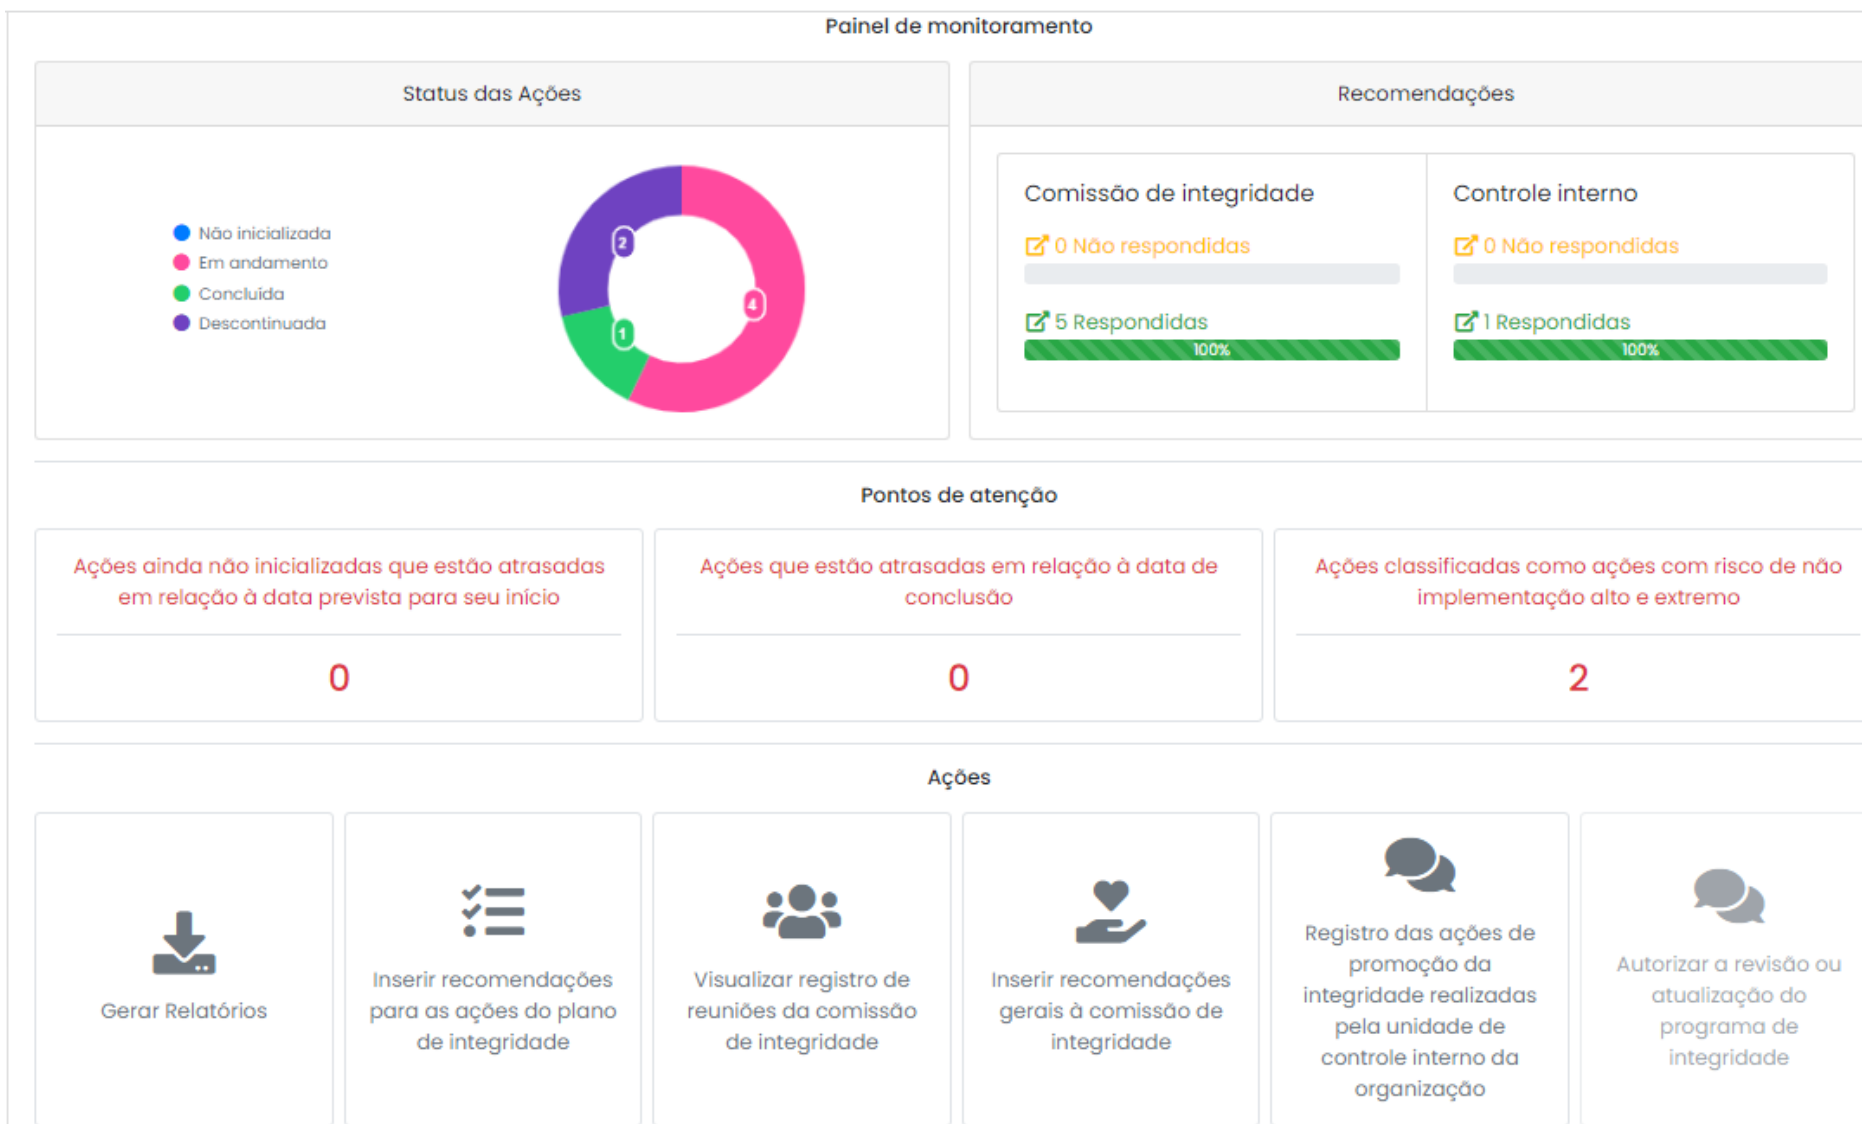 Painel de monitoramento
Status das Ações
Não inicializada
Em andamento
Concluída
Descontinuada
2
4
1
Recomendações
Comissão de integridade
0 Não respondidas
5 Respondidas
100%
Controle interno
0 Não respondidas
1 Respondidas
100%
Pontos de atenção
Ações ainda não inicializadas que estão atrasadas
em relação à data prevista para seu início
0
Ações que estão atrasadas em relação à data de
conclusão
0
Ações classificadas como ações com risco de não
implementação alto e extremo
2
Ações
Gerar Relatórios
Inserir recomendações
para as ações do plano
de integridade
Visualizar registro de
reuniões da comissão
de integridade
Inserir recomendações
gerais à comissão de
integridade
Registro das ações de
promoção da
integridade realizadas
pela unidade de
controle interno da
organização
Autorizar a revisão ou
atualização do
programa de
integridade